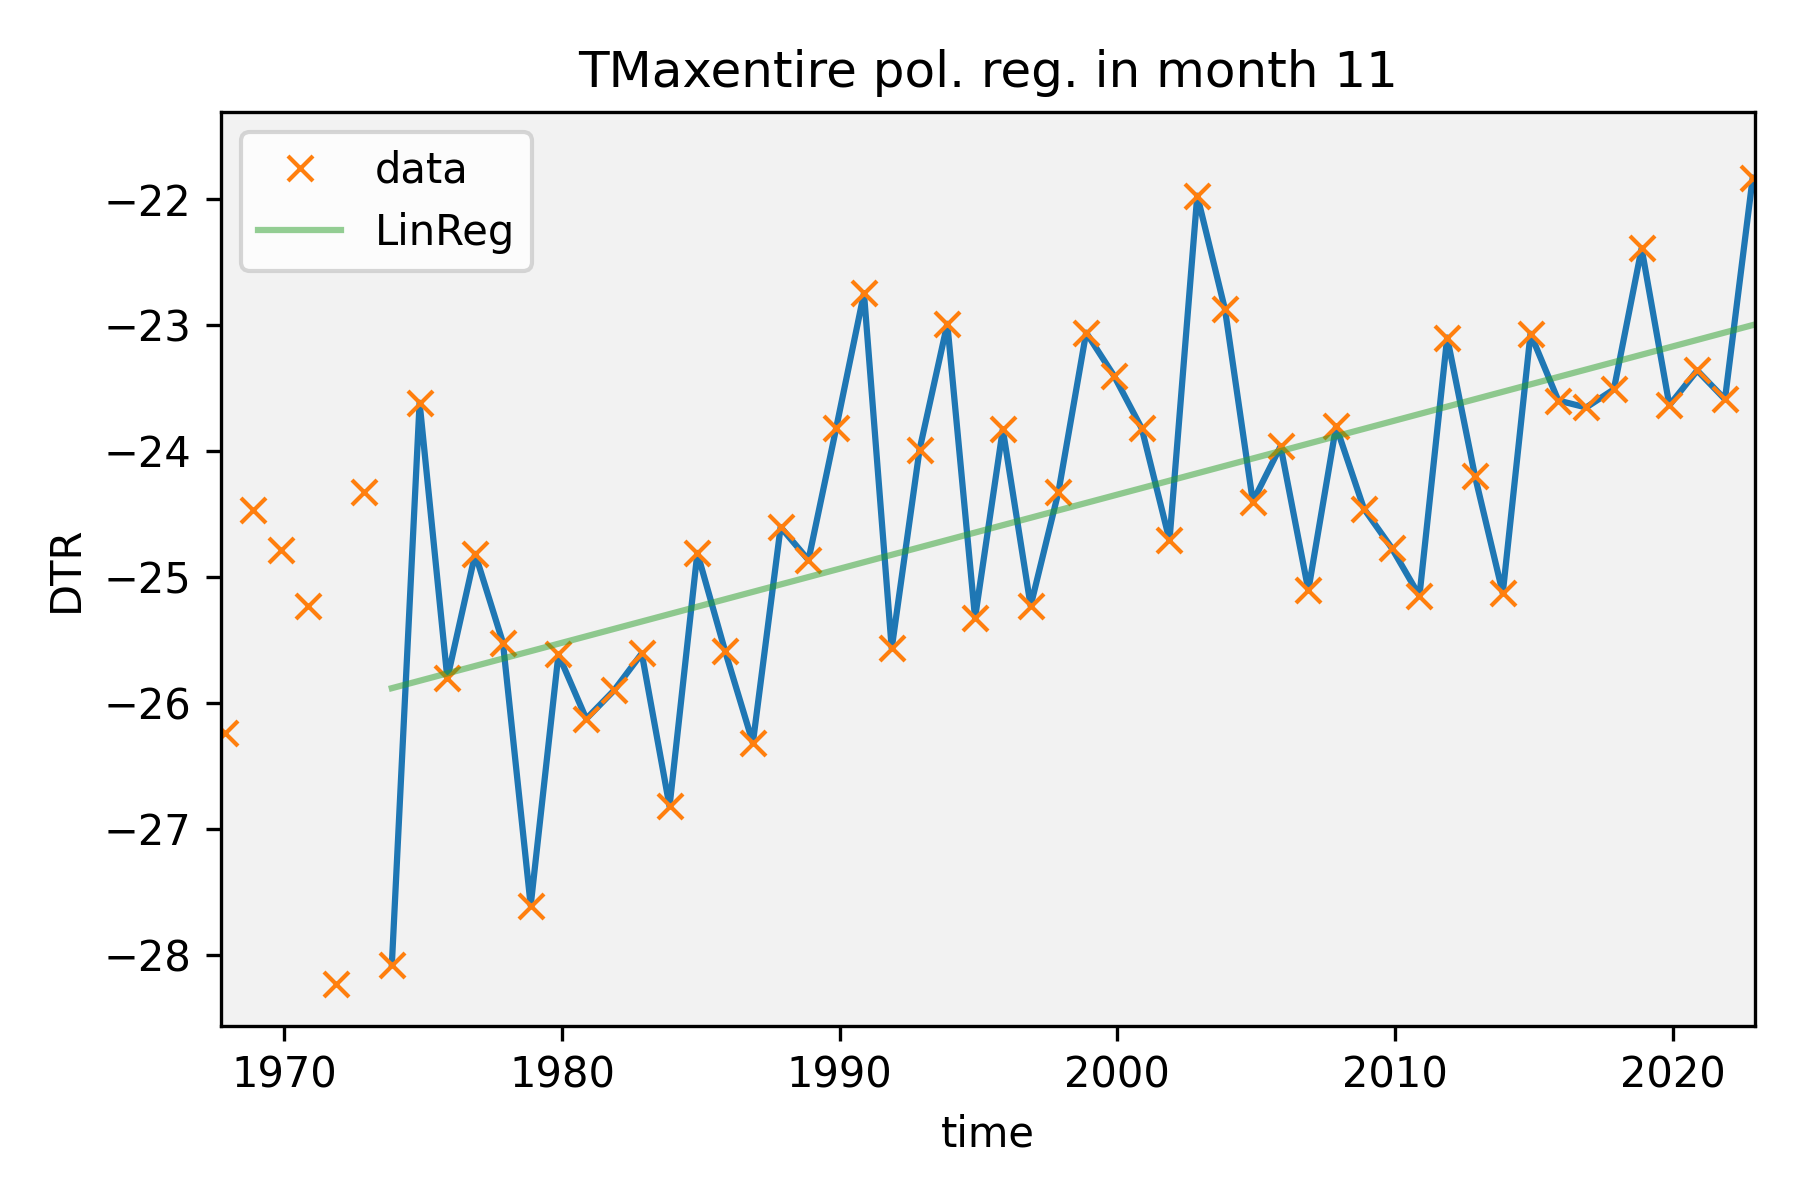 TMaxentire pol. reg. in month 11
data
LinReg
−22
−23
−24
−25
−26
−27
−28
DTR
1970 1980 1990 2000 2010 2020
time